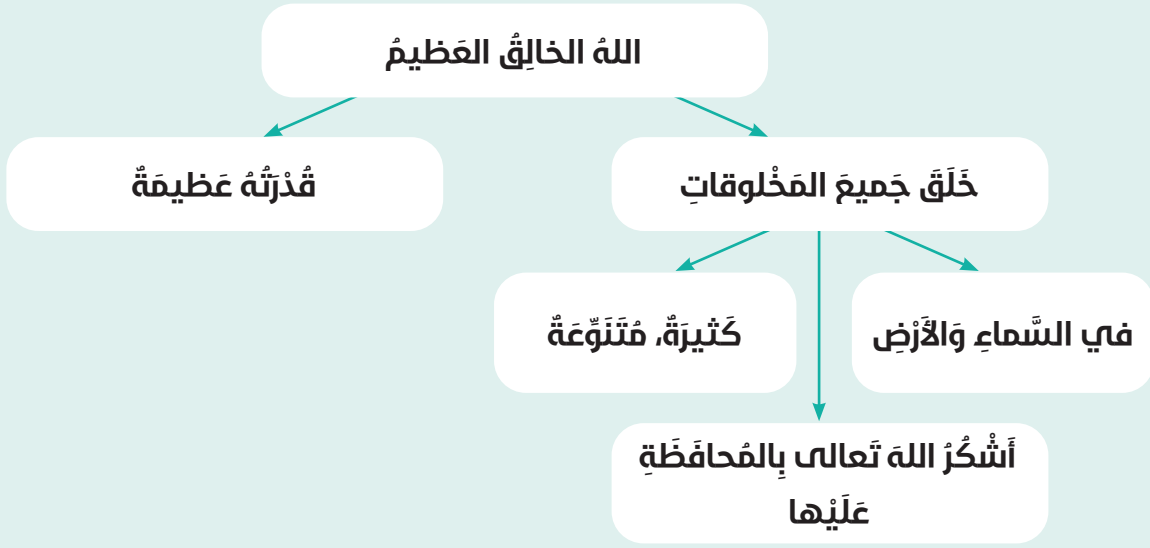 اللهُ الخالِقُ العَظيمُ
خَلَقَ جَميعَ المَخْلوقاتِ
قُدْرَتُهُ عَظيمَةٌ
في السَّماءِ وَالأَرْضِ
كَثيرَةٌ، مُتَنَوِّعَةٌ
أَشْكُرُ اللهَ تَعالى بِالمُحافَظَةِ
عَلَيْها